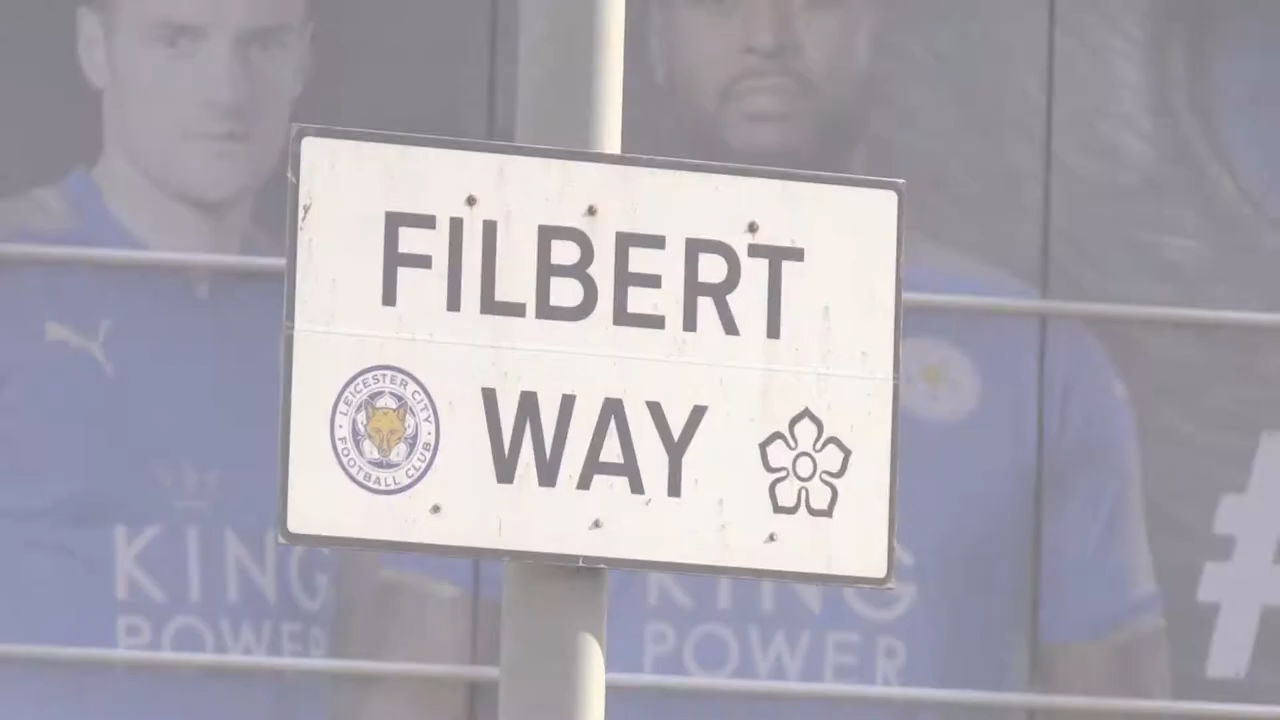 FILBERT
WAY
LEICESTER CITY
FOOTBALL CLUB
KING
POWER
KING
POWER
#